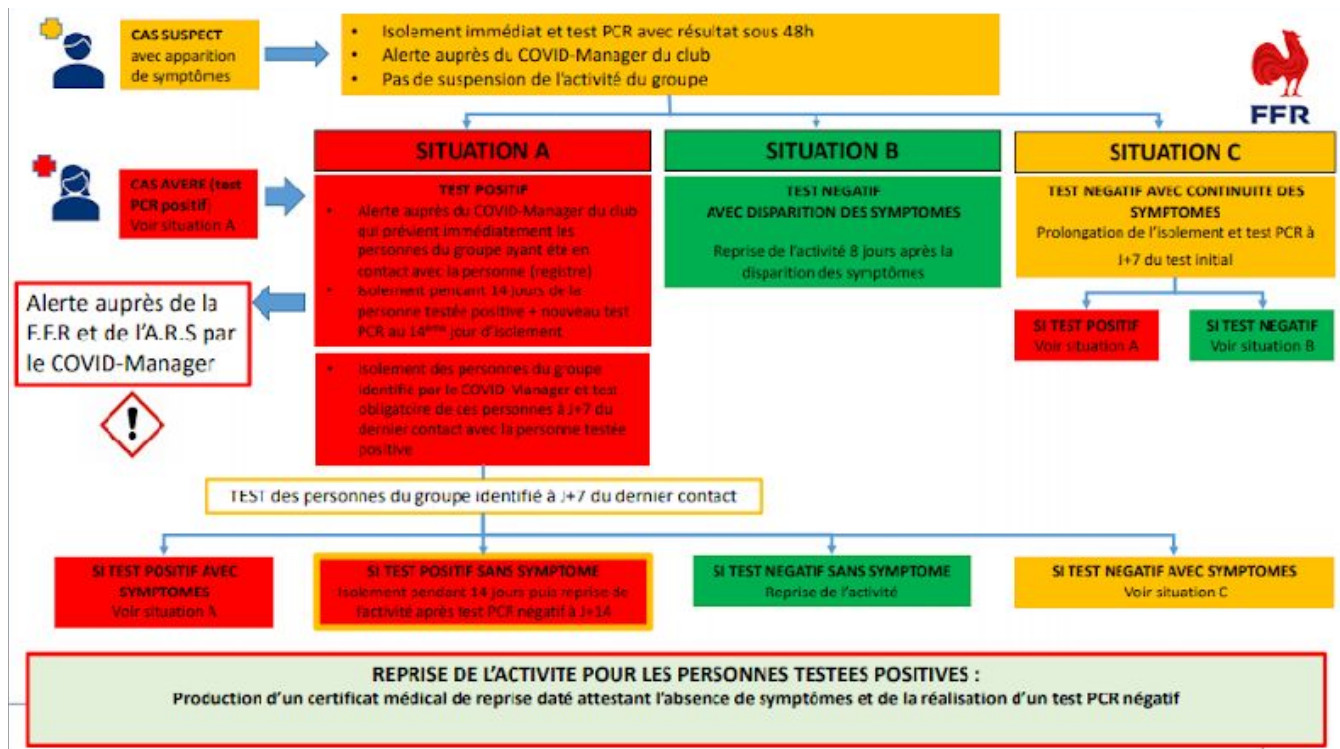 CAS SUSPECT
avec apparition
de symptômes
• Isolement immédiat et test PCR avec résultat sous 48h
• Alerte auprès du COVID-Manager du club
• Pas de suspension de l'activité du groupe
FFR
CAS AVERE (test
PCR positif)
Voir situation A
SITUATION A
TEST POSITIF
• Alerte auprès du COVID-Manager du club
qui prévient immédiatement les
personnes du groupe ayant éte en
contact avec la personne (registre)
• Isolement pendant 14 jours de la
personne testée positive + nouveau test
PCR au 14ème jour d'isolement
• Isolement des personnes du groupe
identifié par le COVID-Manager et test
obligatoire de ces personnes à J+7 du
dernier contact avec la personne testée
positive
SITUATION B
TEST NEGATIF
AVEC DISPARITION DES SYMPTOMES
Reprise de l'activité 8 jours après la
disparition des symptômes
SITUATION C
TEST NEGATIF AVEC CONTINUITE DES
SYMPTOMES
Prolongation de l'isolement et test PCR à
J+7 du test initial
SI TEST POSITIF
Voir situation A
SI TEST NEGATIF
Voir situation B
Alerte auprès de la
F.F.R et de l'A.R.S par
le COVID-Manager
!
TEST des personnes du groupe identifié à J+7 du dernier contact
SI TEST POSITIF AVEC
SYMPTOMES
Voir situation A
SI TEST POSITIF SANS SYMPTOME
Isolement pendant 14 jours puis reprise de
l'activité après test PCR négatif à J+14
SI TEST NEGATIF SANS SYMPTOME
Reprise de l'activité
SI TEST NEGATIF AVEC SYMPTOMES
Voir situation C
REPRISE DE L'ACTIVITE POUR LES PERSONNES TESTEES POSITIVES :
Production d'un certificat médical de reprise daté attestant l'absence de symptômes et de la réalisation d'un test PCR négatif